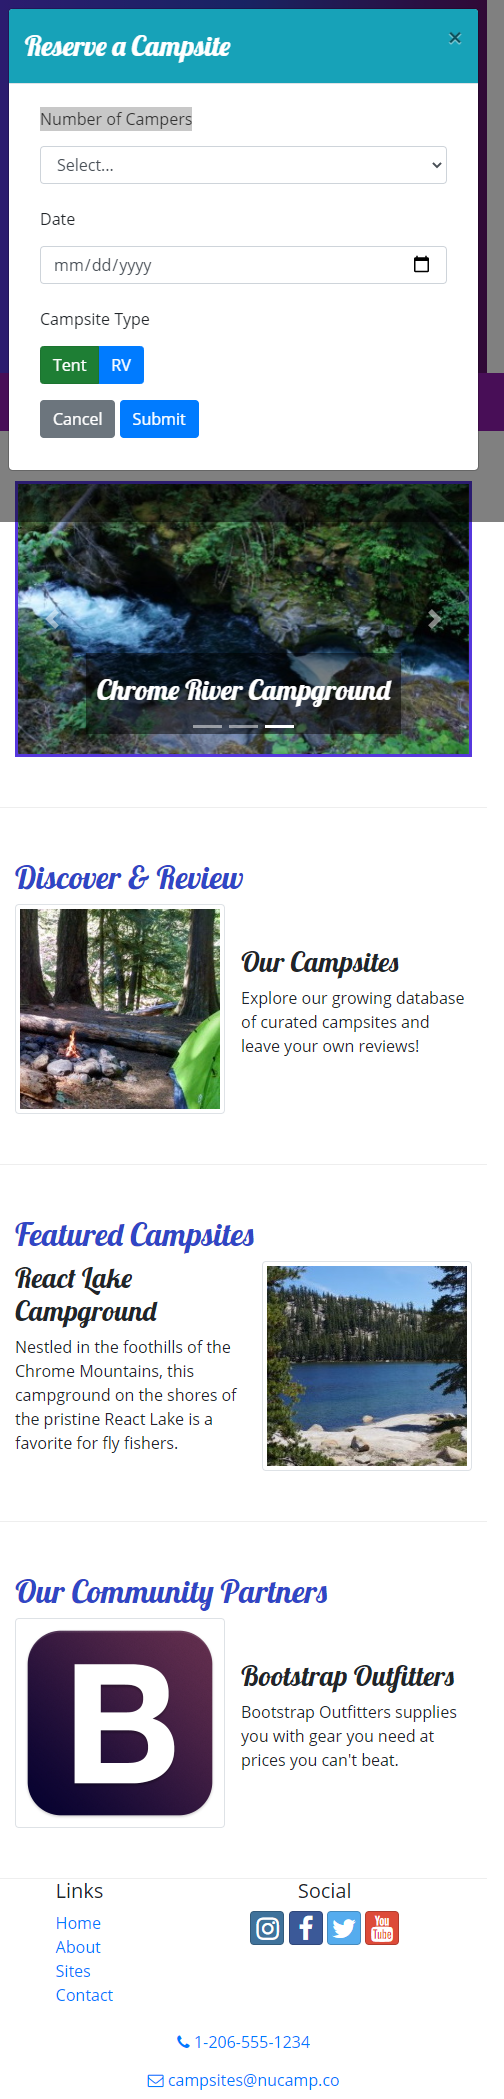 Reserve a Campsite
×
Number of Campers
Select...
Date
mm/dd/yyyy
Campsite Type
Tent
RV
Cancel
Submit
Chrome River Campground
Discover & Review
Our Campsites
Explore our growing database
of curated campsites and
leave your own reviews!
Featured Campsites
React Lake
Campground
Nestled in the foothills of the
Chrome Mountains, this
campground on the shores of
the pristine React Lake is a
favorite for fly fishers.
Our Community Partners
B
Bootstrap Outfitters
Bootstrap Outfitters supplies
you with gear you need at
prices you can't beat.
Links
Home
About
Sites
Contact
Social
You
Tube
1-206-555-1234
campsites@nucamp.co